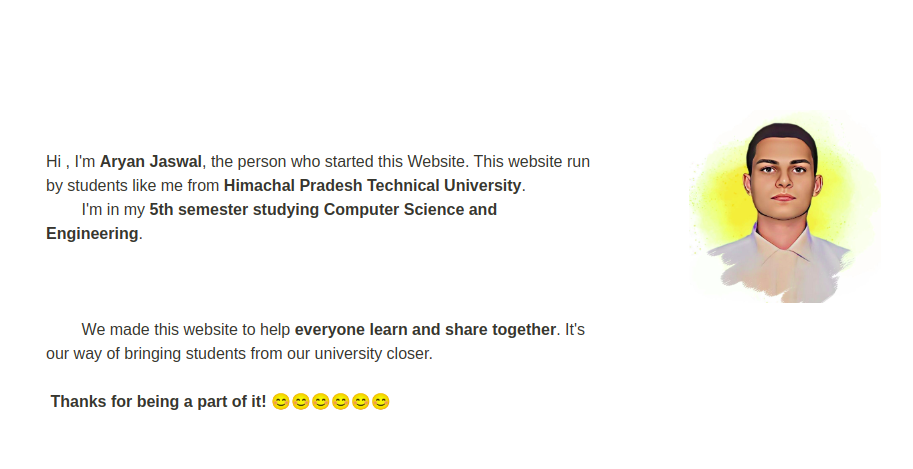 Hi , I'm Aryan Jaswal, the person who started this Website. This website run
by students like me from Himachal Pradesh Technical University.
I'm in my 5th semester studying Computer Science and
Engineering.
We made this website to help everyone learn and share together. It's
our way of bringing students from our university closer.
Thanks for being a part of it! 😊😊😊😊😊😊